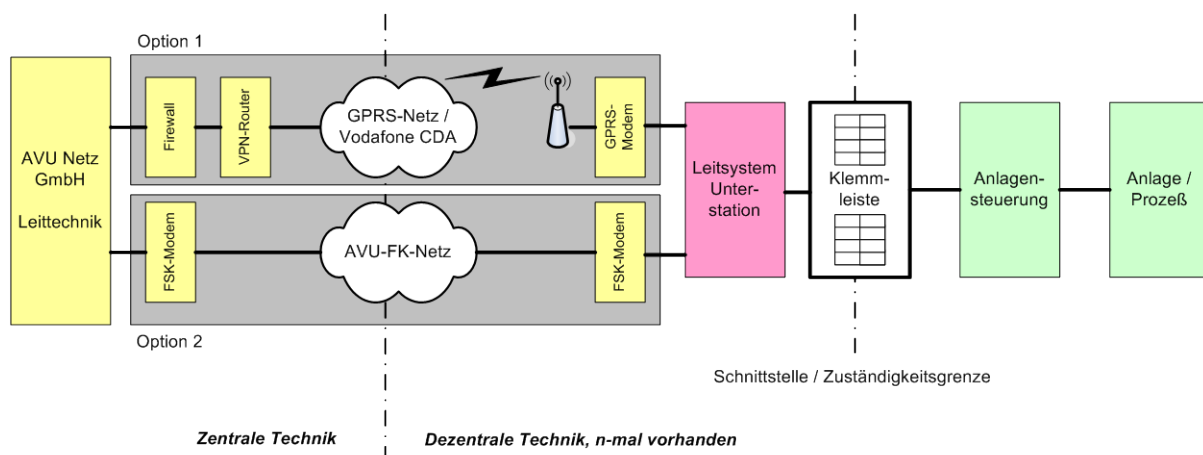 Option 1
AVU Netz
GmbH
Leittechnik
Firewall
VPN-Router
GPRS-Netz /
Vodafone CDA
GPRS-
Modem
FSK-Modem
AVU-FK-Netz
FSK-Modem
Option 2
Leitsystem
Unter-
station
Klemm-
leiste
Anlagen-
steuerung
Anlage /
Prozeß
Schnittstelle / Zuständigkeitsgrenze
Zentrale Technik
Dezentrale Technik, n-mal vorhanden